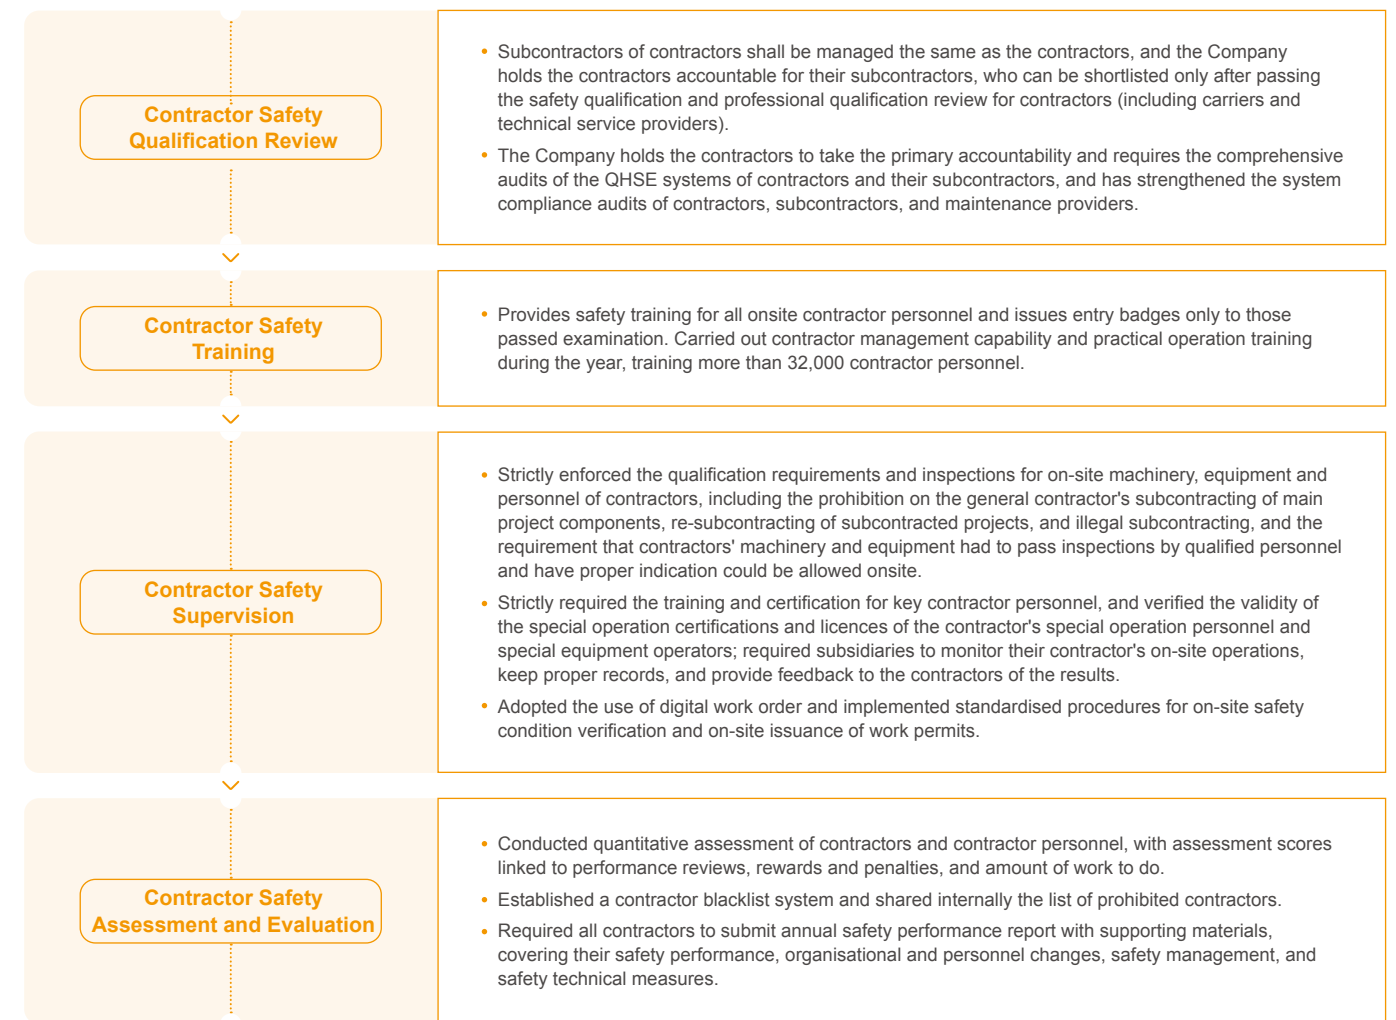 Contractor Safety
Qualification Review
• Subcontractors of contractors shall be managed the same as the contractors, and the Company
holds the contractors accountable for their subcontractors, who can be shortlisted only after passing
the safety qualification and professional qualification review for contractors (including carriers and
technical service providers).
• The Company holds the contractors to take the primary accountability and requires the comprehensive
audits of the QHSE systems of contractors and their subcontractors, and has strengthened the system
compliance audits of contractors, subcontractors, and maintenance providers.
Contractor Safety
Training
• Provides safety training for all onsite contractor personnel and issues entry badges only to those
passed examination. Carried out contractor management capability and practical operation training
during the year, training more than 32,000 contractor personnel.
Contractor Safety
Supervision
• Strictly enforced the qualification requirements and inspections for on-site machinery, equipment and
personnel of contractors, including the prohibition on the general contractor's subcontracting of main
project components, re-subcontracting of subcontracted projects, and illegal subcontracting, and the
requirement that contractors' machinery and equipment had to pass inspections by qualified personnel
and have proper indication could be allowed onsite.
• Strictly required the training and certification for key contractor personnel, and verified the validity of
the special operation certifications and licences of the contractor's special operation personnel and
special equipment operators; required subsidiaries to monitor their contractor's on-site operations,
keep proper records, and provide feedback to the contractors of the results.
• Adopted the use of digital work order and implemented standardised procedures for on-site safety
condition verification and on-site issuance of work permits.
Contractor Safety
Assessment and Evaluation
• Conducted quantitative assessment of contractors and contractor personnel, with assessment scores
linked to performance reviews, rewards and penalties, and amount of work to do.
• Established a contractor blacklist system and shared internally the list of prohibited contractors.
• Required all contractors to submit annual safety performance report with supporting materials,
covering their safety performance, organisational and personnel changes, safety management, and
safety technical measures.